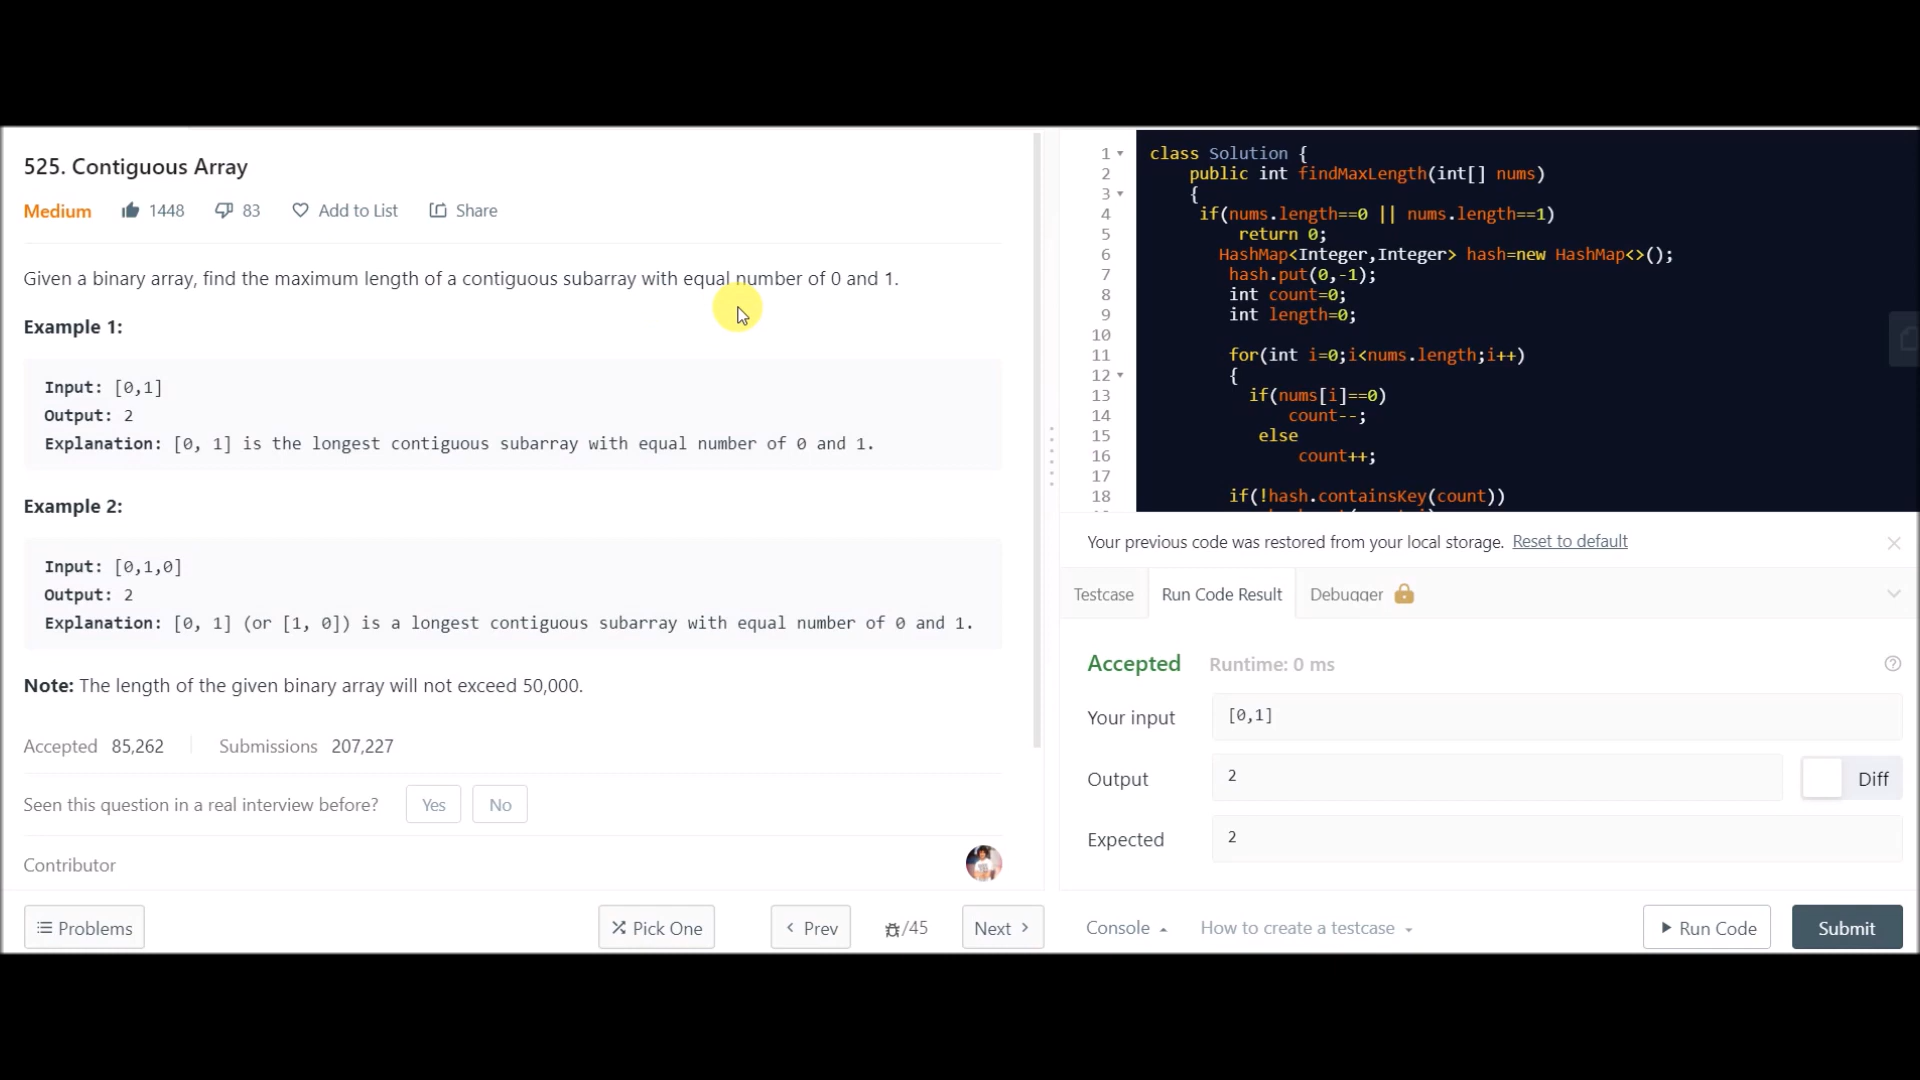 525. Contiguous Array
Medium 1448 83 Add to List Share
Given a binary array, find the maximum length of a contiguous subarray with equal number of 0 and 1.
Example 1:
Input: [0,1]
Output: 2
Explanation: [0, 1] is the longest contiguous subarray with equal number of 0 and 1.
Example 2:
Input: [0,1,0]
Output: 2
Explanation: [0, 1] (or [1, 0]) is a longest contiguous subarray with equal number of 0 and 1.
Note: The length of the given binary array will not exceed 50,000.
Accepted 85,262 Submissions 207,227
Seen this question in a real interview before? Yes No
Contributor
Problems Pick One Prev /45 Next
1 class Solution {
2 public int findMaxLength(int[] nums)
3 {
4 if(nums.length==0 || nums.length==1)
5 return 0;
6 HashMap<Integer,Integer> hash=new HashMap<>();
7 hash.put(0,-1);
8 int count=0;
9 int length=0;
10
11 for(int i=0;i<nums.length;i++)
12 {
13 if(nums[i]==0)
14 count--;
15 else
16 count++;
17
18 if(!hash.containsKey(count))
Your previous code was restored from your local storage. Reset to default
Testcase Run Code Result Debugger
Accepted Runtime: 0 ms
Your input [0,1]
Output 2 Diff
Expected 2
Console How to create a testcase Run Code Submit